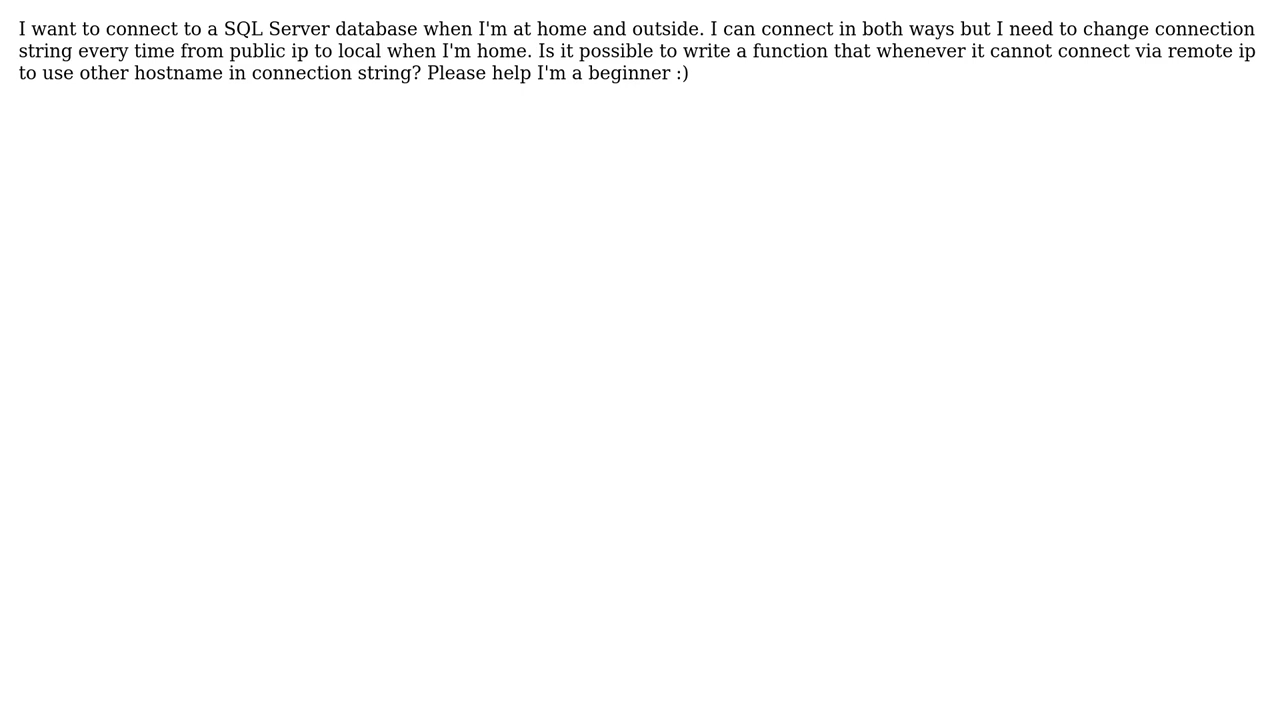 I want to connect to a SQL Server database when I'm at home and outside. I can connect in both ways but I need to change connection
string every time from public ip to local when I'm home. Is it possible to write a function that whenever it cannot connect via remote ip
to use other hostname in connection string? Please help I'm a beginner :)